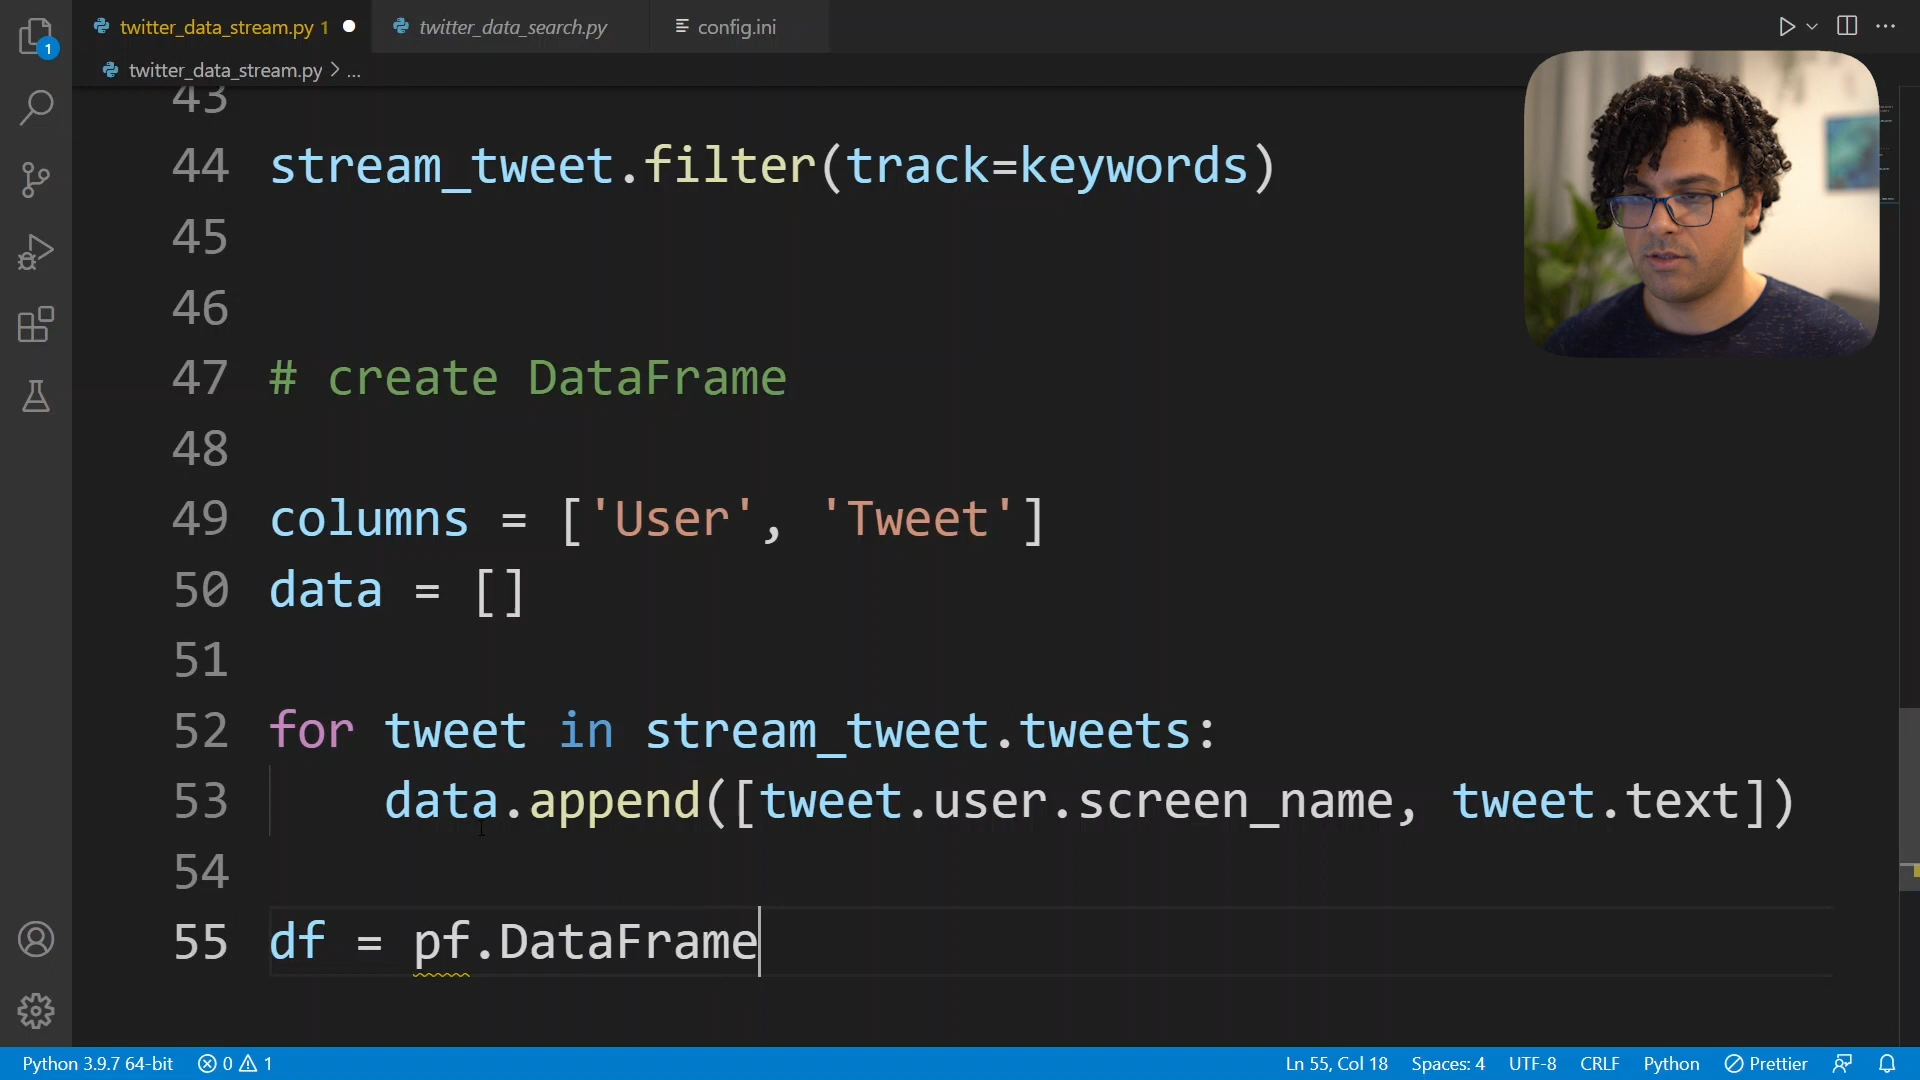 1
twitter_data_stream.py 1
twitter_data_search.py
config.ini
twitter_data_stream.py > ...
43
44 stream_tweet.filter(track=keywords)
45
46
47 # create DataFrame
48
49 columns = ['User', 'Tweet']
50 data = []
51
52 for tweet in stream_tweet.tweets:
53 data.append([tweet.user.screen_name, tweet.text])
54
55 df = pf.DataFrame
Python 3.9.7 64-bit 0 1 Ln 55, Col 18 Spaces: 4 UTF-8 CRLF Python Prettier